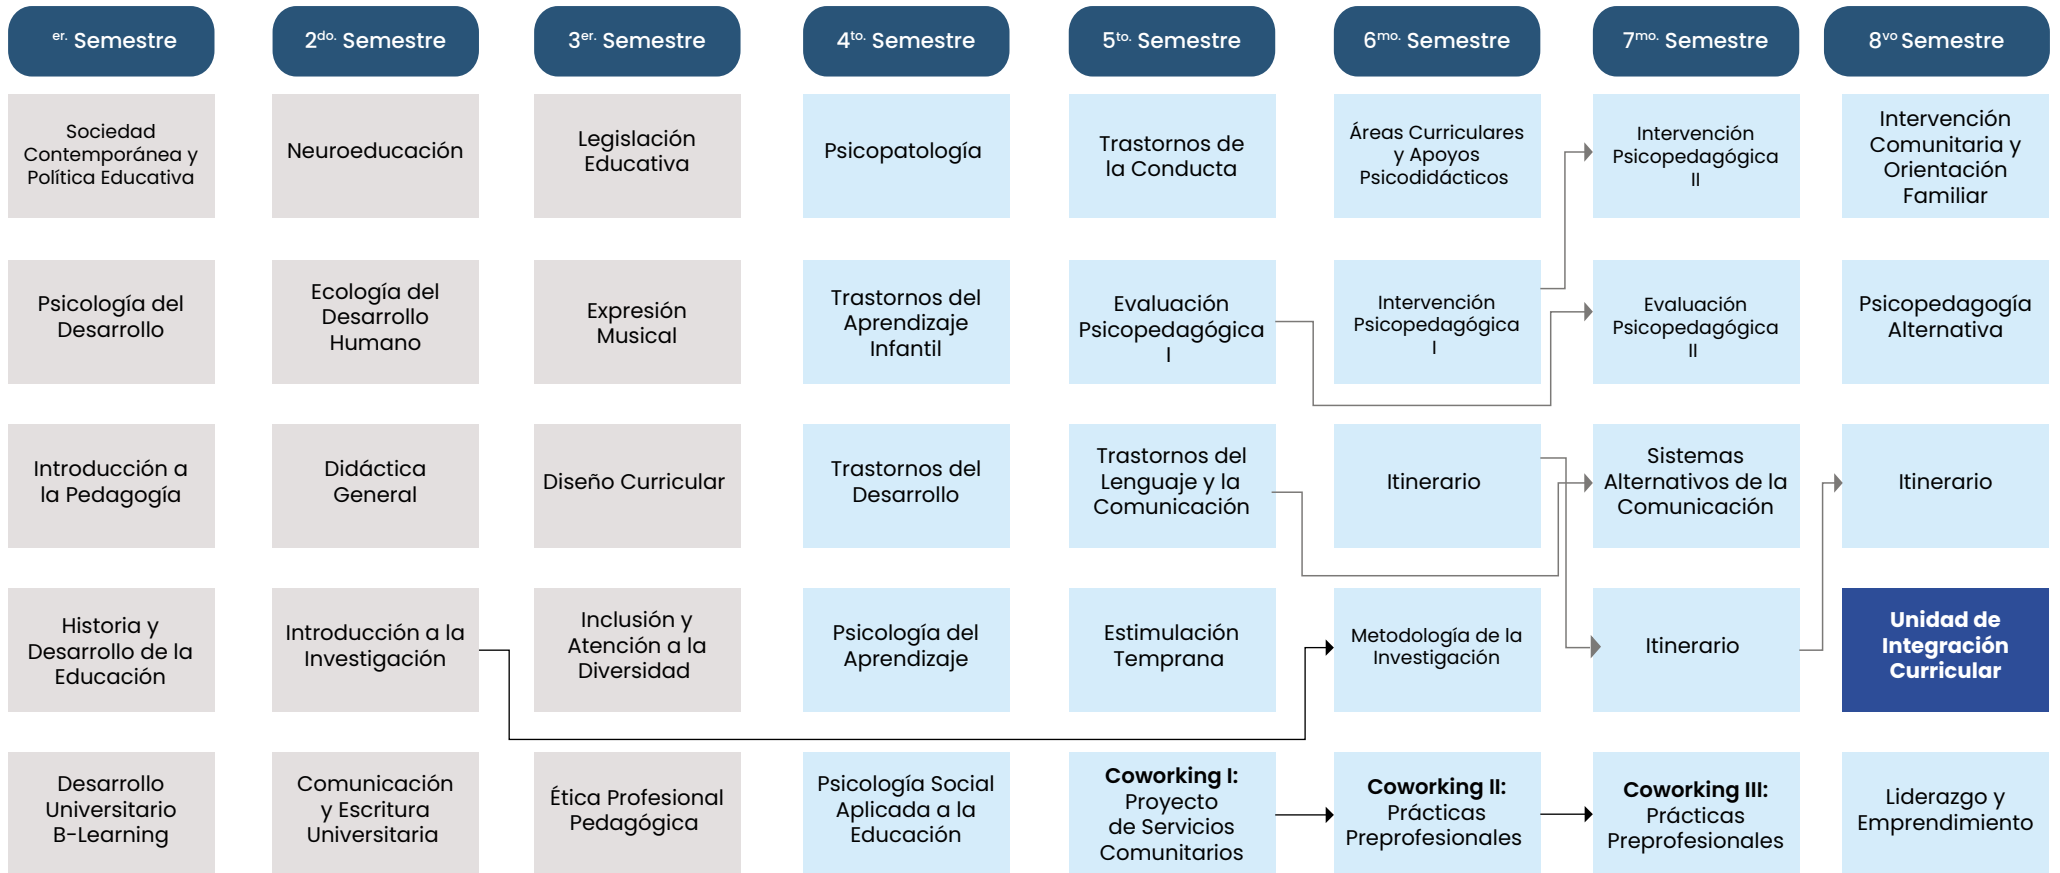 er. Semestre
2do. Semestre
3er. Semestre
4to. Semestre
5to. Semestre
6mo. Semestre
7mo. Semestre
8vo Semestre
Sociedad
Contemporánea y
Política Educativa
Neuroeducación
Legislación
Educativa
Psicopatología
Trastornos de
la Conducta
Áreas Curriculares
y Apoyos
Psicodidácticos
Intervención
Psicopedagógica
II
Intervención
Comunitaria y
Orientación
Familiar
Psicología del
Desarrollo
Ecología del
Desarrollo
Humano
Expresión
Musical
Trastornos del
Aprendizaje
Infantil
Evaluación
Psicopedagógica
I
Intervención
Psicopedagógica
I
Evaluación
Psicopedagógica
II
Psicopedagogía
Alternativa
Introducción a
la Pedagogía
Didáctica
General
Diseño Curricular
Trastornos del
Desarrollo
Trastornos del
Lenguaje y la
Comunicación
Itinerario
Sistemas
Alternativos de la
Comunicación
Itinerario
Historia y
Desarrollo de la
Educación
Introducción a la
Investigación
Inclusión y
Atención a la
Diversidad
Psicología del
Aprendizaje
Estimulación
Temprana
Metodología de la
Investigación
Itinerario
Unidad de
Integración
Curricular
Desarrollo
Universitario
B-Learning
Comunicación
y Escritura
Universitaria
Ética Profesional
Pedagógica
Psicología Social
Aplicada a la
Educación
Coworking I:
Proyecto
de Servicios
Comunitarios
Coworking II:
Prácticas
Preprofesionales
Coworking III:
Prácticas
Preprofesionales
Liderazgo y
Emprendimiento